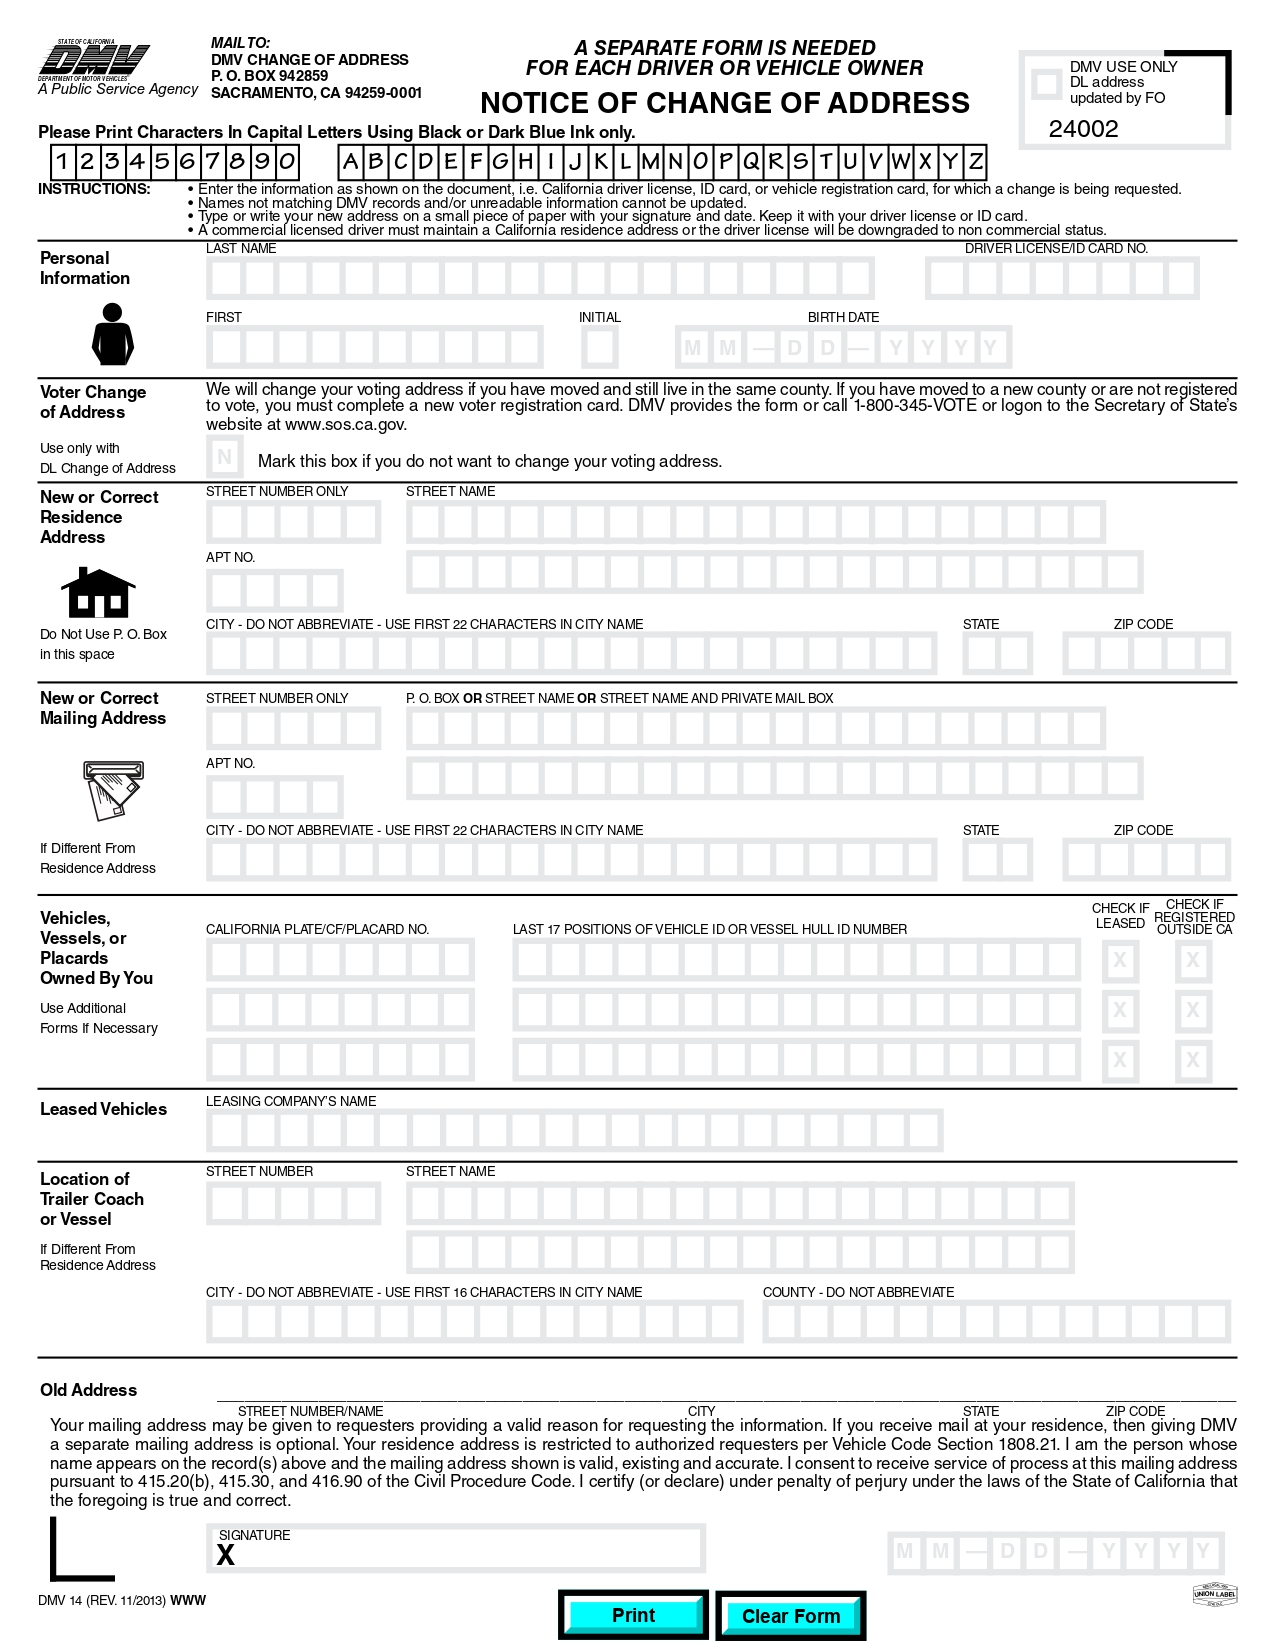 STATE OF CALIFORNIA
DMV
DEPARTMENT OF MOTOR VEHICLES
A Public Service Agency
MAIL TO:
DMV CHANGE OF ADDRESS
P. O. BOX 942859
SACRAMENTO, CA 94259-0001
A SEPARATE FORM IS NEEDED
FOR EACH DRIVER OR VEHICLE OWNER
NOTICE OF CHANGE OF ADDRESS
DMV USE ONLY
DL address
updated by FO
24002
Please Print Characters In Capital Letters Using Black or Dark Blue Ink only.
1 2 3 4 5 6 7 8 9 0 A B C D E F G H I J K L M N O P Q R S T U V W X Y Z
INSTRUCTIONS: • Enter the information as shown on the document, i.e. California driver license, ID card, or vehicle registration card, for which a change is being requested.
• Names not matching DMV records and/or unreadable information cannot be updated.
• Type or write your new address on a small piece of paper with your signature and date. Keep it with your driver license or ID card.
• A commercial licensed driver must maintain a California residence address or the driver license will be downgraded to non commercial status.
Personal
Information
LAST NAME DRIVER LICENSE/ID CARD NO.
FIRST INITIAL BIRTH DATE
M M — D D — Y Y Y Y
Voter Change
of Address
Use only with
DL Change of Address
We will change your voting address if you have moved and still live in the same county. If you have moved to a new county or are not registered
to vote, you must complete a new voter registration card. DMV provides the form or call 1-800-345-VOTE or logon to the Secretary of State's
website at www.sos.ca.gov.
N Mark this box if you do not want to change your voting address.
New or Correct
Residence
Address
Do Not Use P. O. Box
in this space
STREET NUMBER ONLY STREET NAME
APT NO.
CITY - DO NOT ABBREVIATE - USE FIRST 22 CHARACTERS IN CITY NAME STATE ZIP CODE
New or Correct
Mailing Address
If Different From
Residence Address
STREET NUMBER ONLY P. O. BOX OR STREET NAME OR STREET NAME AND PRIVATE MAIL BOX
APT NO.
CITY - DO NOT ABBREVIATE - USE FIRST 22 CHARACTERS IN CITY NAME STATE ZIP CODE
Vehicles,
Vessels, or
Placards
Owned By You
Use Additional
Forms If Necessary
CALIFORNIA PLATE/CF/PLACARD NO. LAST 17 POSITIONS OF VEHICLE ID OR VESSEL HULL ID NUMBER
CHECK IF
LEASED
CHECK IF
REGISTERED
OUTSIDE CA
X X
X X
X X
Leased Vehicles
LEASING COMPANY'S NAME
Location of
Trailer Coach
or Vessel
If Different From
Residence Address
STREET NUMBER STREET NAME
CITY - DO NOT ABBREVIATE - USE FIRST 16 CHARACTERS IN CITY NAME COUNTY - DO NOT ABBREVIATE
Old Address
STREET NUMBER/NAME CITY STATE ZIP CODE
Your mailing address may be given to requesters providing a valid reason for requesting the information. If you receive mail at your residence, then giving DMV
a separate mailing address is optional. Your residence address is restricted to authorized requesters per Vehicle Code Section 1808.21. I am the person whose
name appears on the record(s) above and the mailing address shown is valid, existing and accurate. I consent to receive service of process at this mailing address
pursuant to 415.20(b), 415.30, and 416.90 of the Civil Procedure Code. I certify (or declare) under penalty of perjury under the laws of the State of California that
the foregoing is true and correct.
SIGNATURE
X
M M — D D — Y Y Y Y
DMV 14 (REV. 11/2013) WWW
Print
Clear Form
UNION LABEL